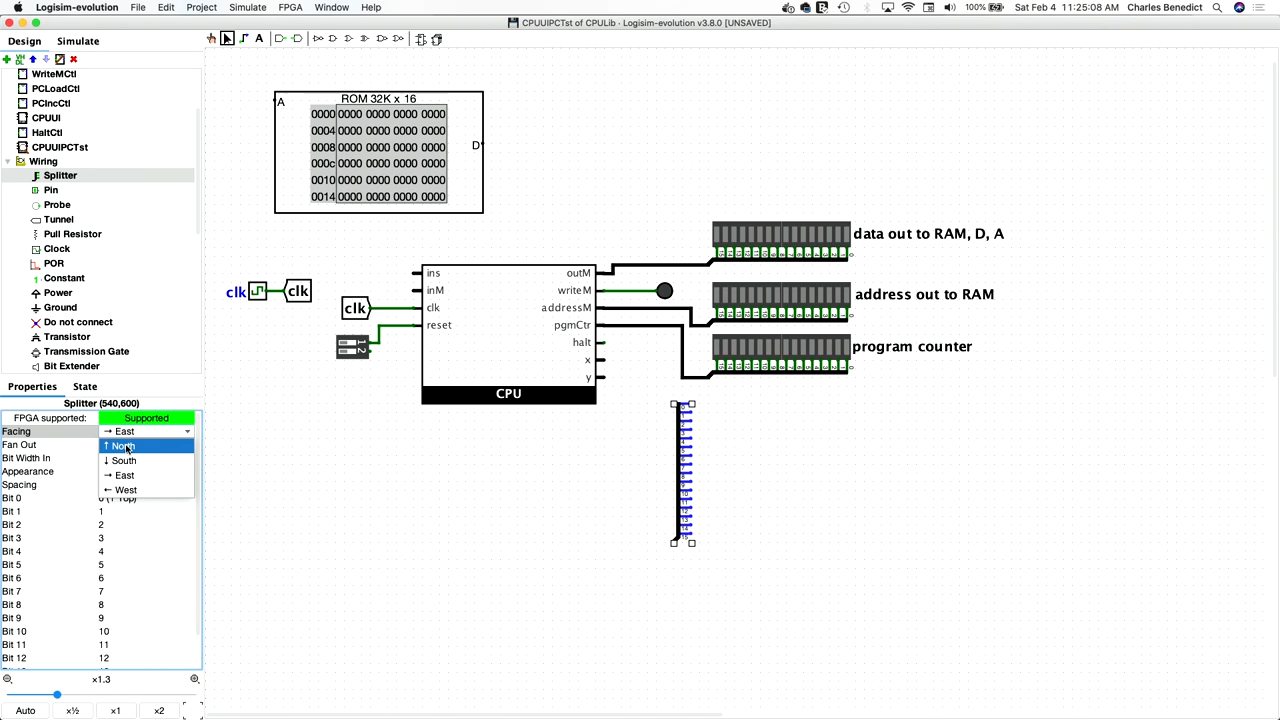 Logisim-evolution File Edit Project Simulate FPGA Window Help 100% Sat Feb 4 11:25:08 AM Charles Benedict
CPUUIPCTst of CPULib - Logisim-evolution v3.8.0 [UNSAVED]
Design Simulate
WriteMCtl
PCLoadCtl
PCIncCtl
CPUUI
HaltCtl
CPUUIPCTst
Wiring
Splitter
Pin
Probe
Tunnel
Pull Resistor
Clock
POR
Constant
Power
Ground
Do not connect
Transistor
Transmission Gate
Bit Extender
Properties State
Splitter (540,600)
FPGA supported: Supported
Facing → East
Fan Out ↑ North
Bit Width In ↓ South
Appearance → East
Spacing ← West
Bit 0 0 (1 Top)
Bit 1 1
Bit 2 2
Bit 3 3
Bit 4 4
Bit 5 5
Bit 6 6
Bit 7 7
Bit 8 8
Bit 9 9
Bit 10 10
Bit 11 11
Bit 12 12
x1.3
Auto x½ x1 x2
A ROM 32K x 16
0000 0000 0000 0000 0000
0004 0000 0000 0000 0000
0008 0000 0000 0000 0000
000c 0000 0000 0000 0000
0010 0000 0000 0000 0000
0014 0000 0000 0000 0000
D
clk clk
clk
1
2
ins outM
inM writeM
clk addressM
reset pgmCtr
halt
x
y
CPU
data out to RAM, D, A
address out to RAM
program counter